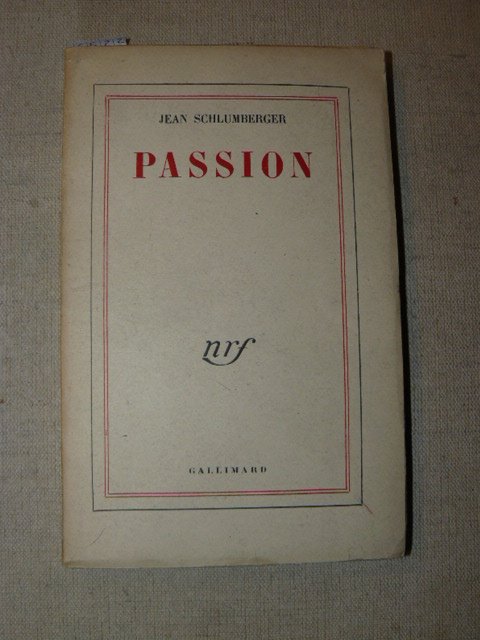 JEAN SCHLUMBERGER
PASSION
nrf
GALLIMARD